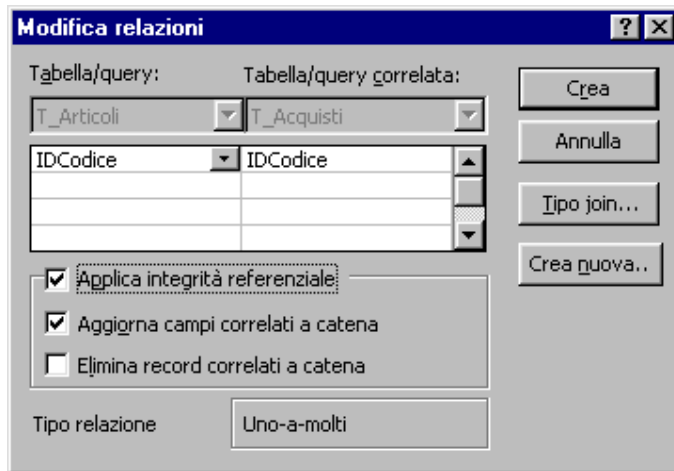 Modifica relazioni
Tabella/query: Tabella/query correlata:
T_Articoli T_Acquisti
IDCodice IDCodice
Applica integrità referenziale
Aggiorna campi correlati a catena
Elimina record correlati a catena
Tipo relazione Uno-a-molti
Crea
Annulla
Tipo join...
Crea nuova..